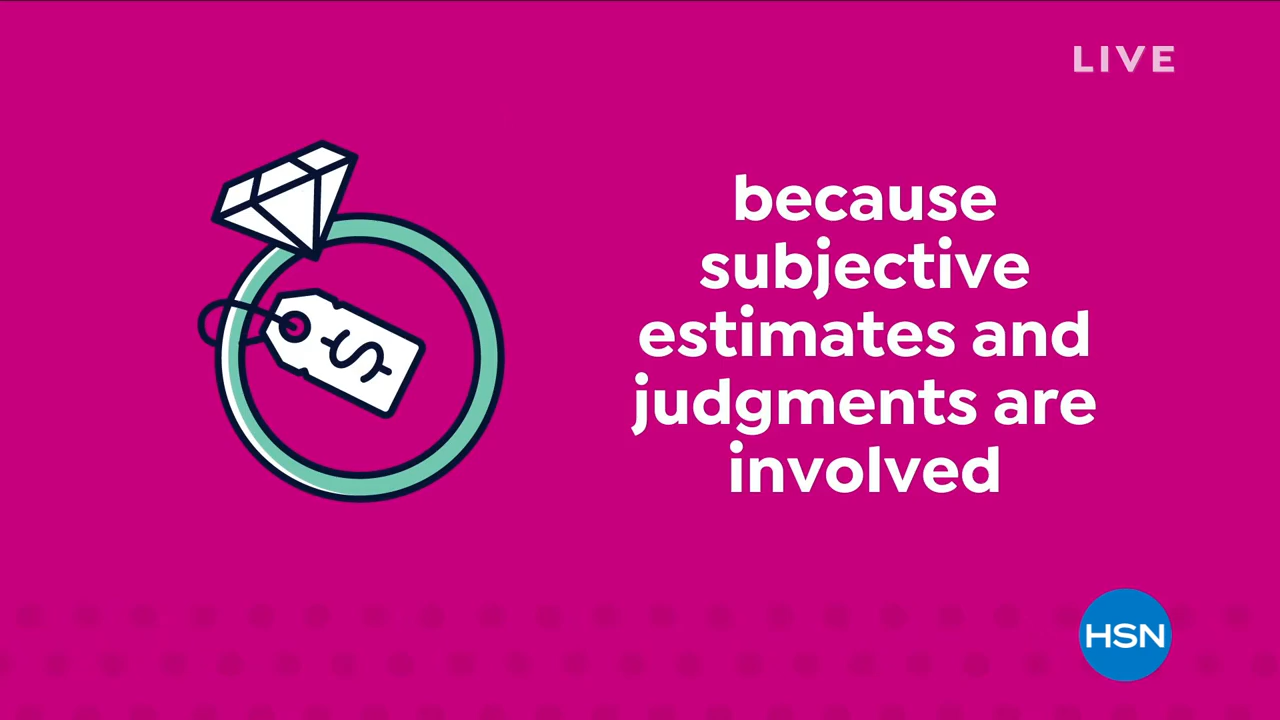 LIVE
because
subjective
estimates and
judgments are
involved
$
HSN